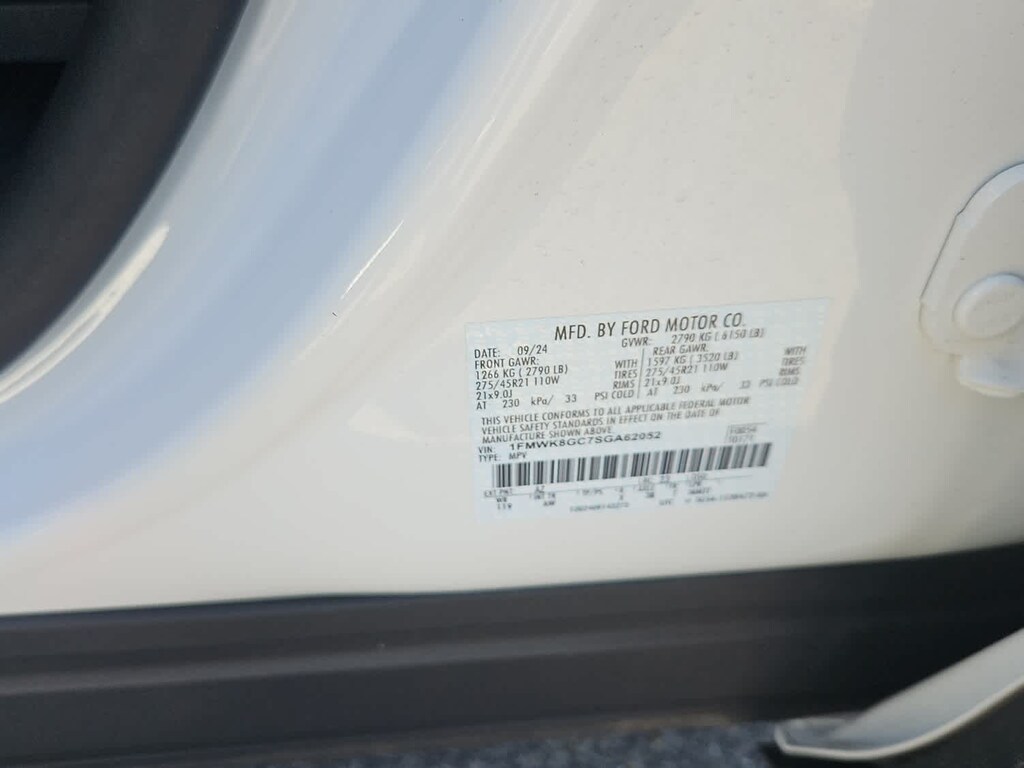 MFD. BY FORD MOTOR CO.
DATE: 09/24 GVWR: 2790 KG ( 6150 LB)
FRONT GAWR: REAR GAWR:
1266 KG ( 2790 LB) WITH 1597 KG ( 3520 LB) WITH
275/45R21 110W TIRES 275/45R21 110W TIRES
21x9.0J RIMS 21x9.0J RIMS
AT 230 kPa/ 33 PSI COLD AT 230 kPa/ 33 PSI COLD
THIS VEHICLE CONFORMS TO ALL APPLICABLE FEDERAL MOTOR
VEHICLE SAFETY STANDARDS IN EFFECT ON THE DATE OF
MANUFACTURE SHOWN ABOVE.
VIN: 1FMWK8GC7SGA62052
TYPE: MPV
EXT PNT: AZ
119